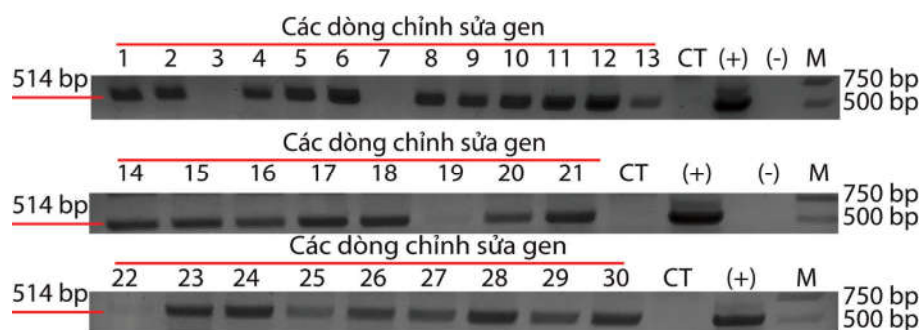 Các dòng chỉnh sửa gen
1 2 3 4 5 6 7 8 9 10 11 12 13 CT (+) (-) M
514 bp
750 bp
500 bp
Các dòng chỉnh sửa gen
14 15 16 17 18 19 20 21 CT (+) (-) M
514 bp
750 bp
500 bp
Các dòng chỉnh sửa gen
22 23 24 25 26 27 28 29 30 CT (+) M
514 bp
750 bp
500 bp